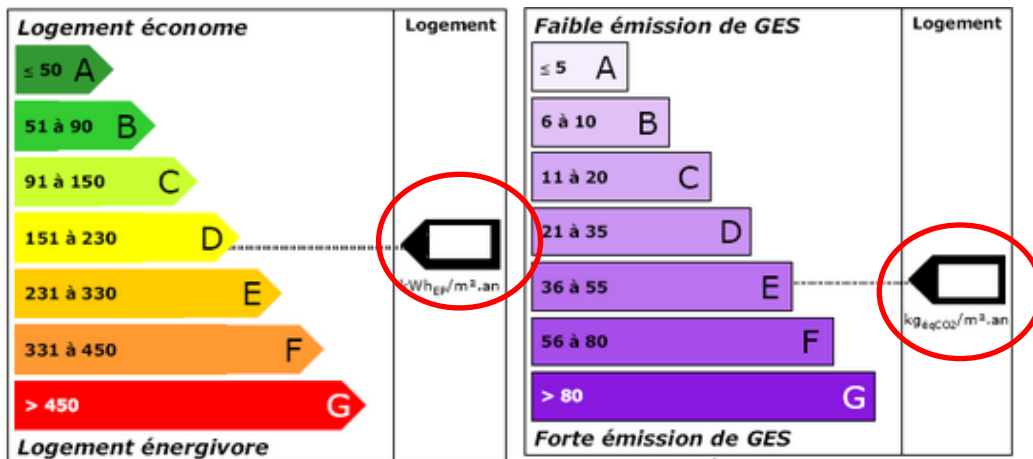 Logement économe
Logement
≤ 50 A
51 à 90 B
91 à 150 C
151 à 230 D
231 à 330 E
331 à 450 F
> 450 G
kWhEP/m².an
Logement énergivore
Faible émission de GES
Logement
≤ 5 A
6 à 10 B
11 à 20 C
21 à 35 D
36 à 55 E
56 à 80 F
> 80 G
kgéqCO2/m².an
Forte émission de GES